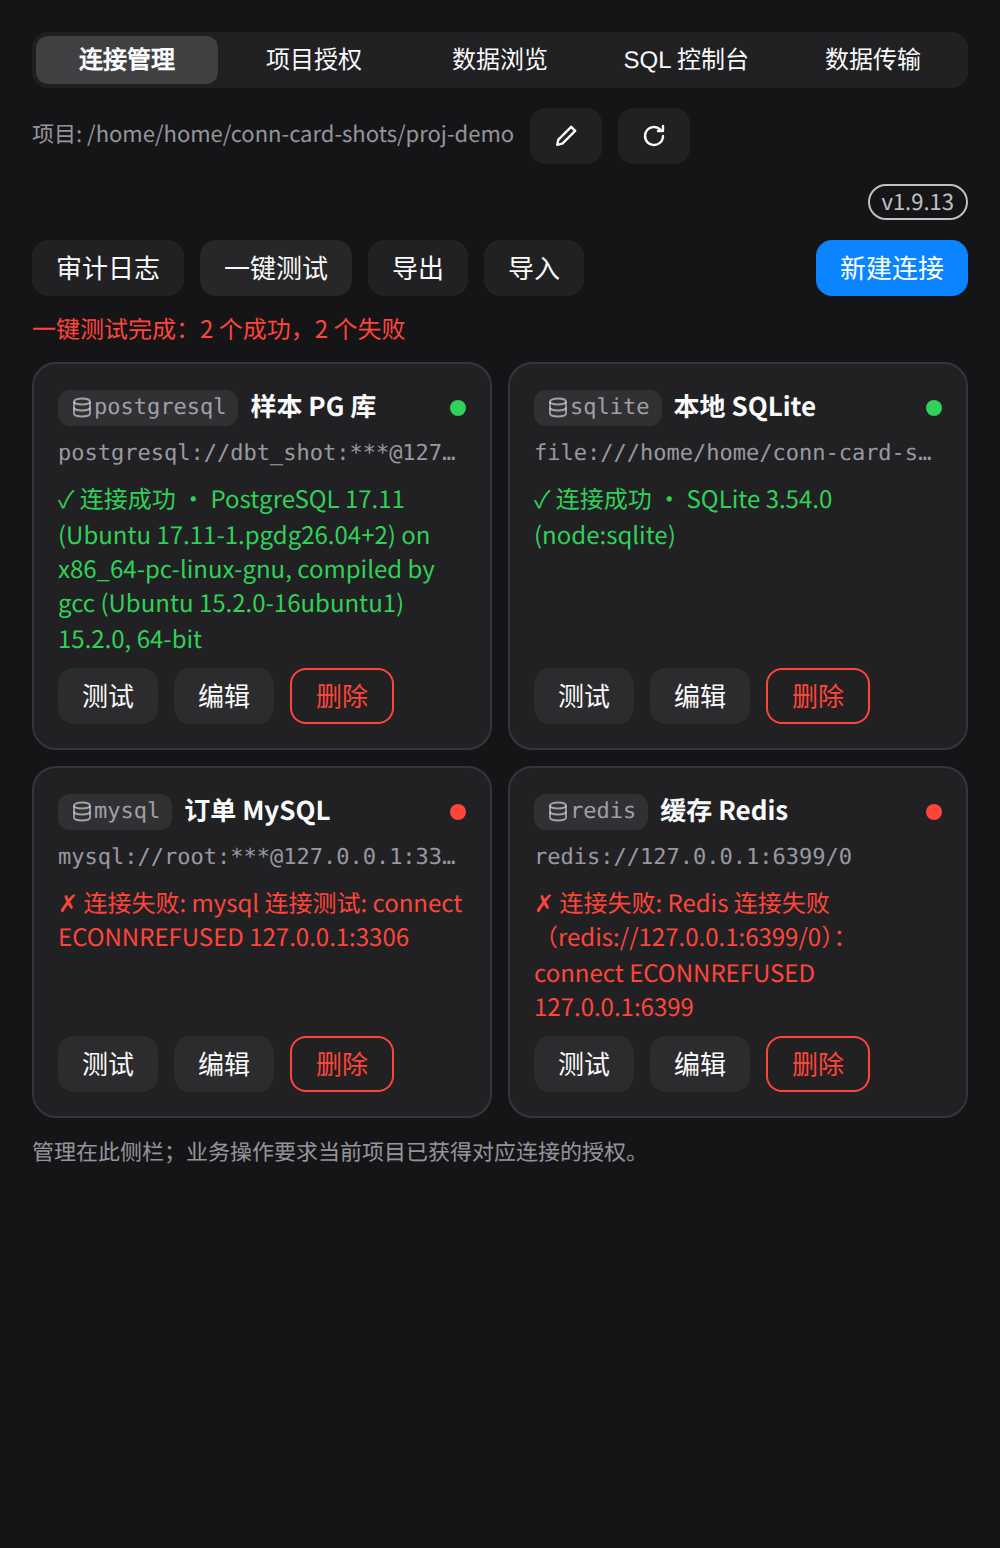 连接管理 项目授权 数据浏览 SQL 控制台 数据传输
项目: /home/home/conn-card-shots/proj-demo
v1.9.13
审计日志 一键测试 导出 导入 新建连接
一键测试完成：2 个成功，2 个失败
postgresql 样本 PG 库
postgresql://dbt_shot:***@127…
✓ 连接成功 · PostgreSQL 17.11
(Ubuntu 17.11-1.pgdg26.04+2) on
x86_64-pc-linux-gnu, compiled by
gcc (Ubuntu 15.2.0-16ubuntu1)
15.2.0, 64-bit
测试 编辑 删除
sqlite 本地 SQLite
file:///home/home/conn-card-s…
✓ 连接成功 · SQLite 3.54.0
(node:sqlite)
测试 编辑 删除
mysql 订单 MySQL
mysql://root:***@127.0.0.1:33…
✗ 连接失败: mysql 连接测试: connect
ECONNREFUSED 127.0.0.1:3306
测试 编辑 删除
redis 缓存 Redis
redis://127.0.0.1:6399/0
✗ 连接失败: Redis 连接失败
（redis://127.0.0.1:6399/0）：
connect ECONNREFUSED
127.0.0.1:6399
测试 编辑 删除
管理在此侧栏；业务操作要求当前项目已获得对应连接的授权。